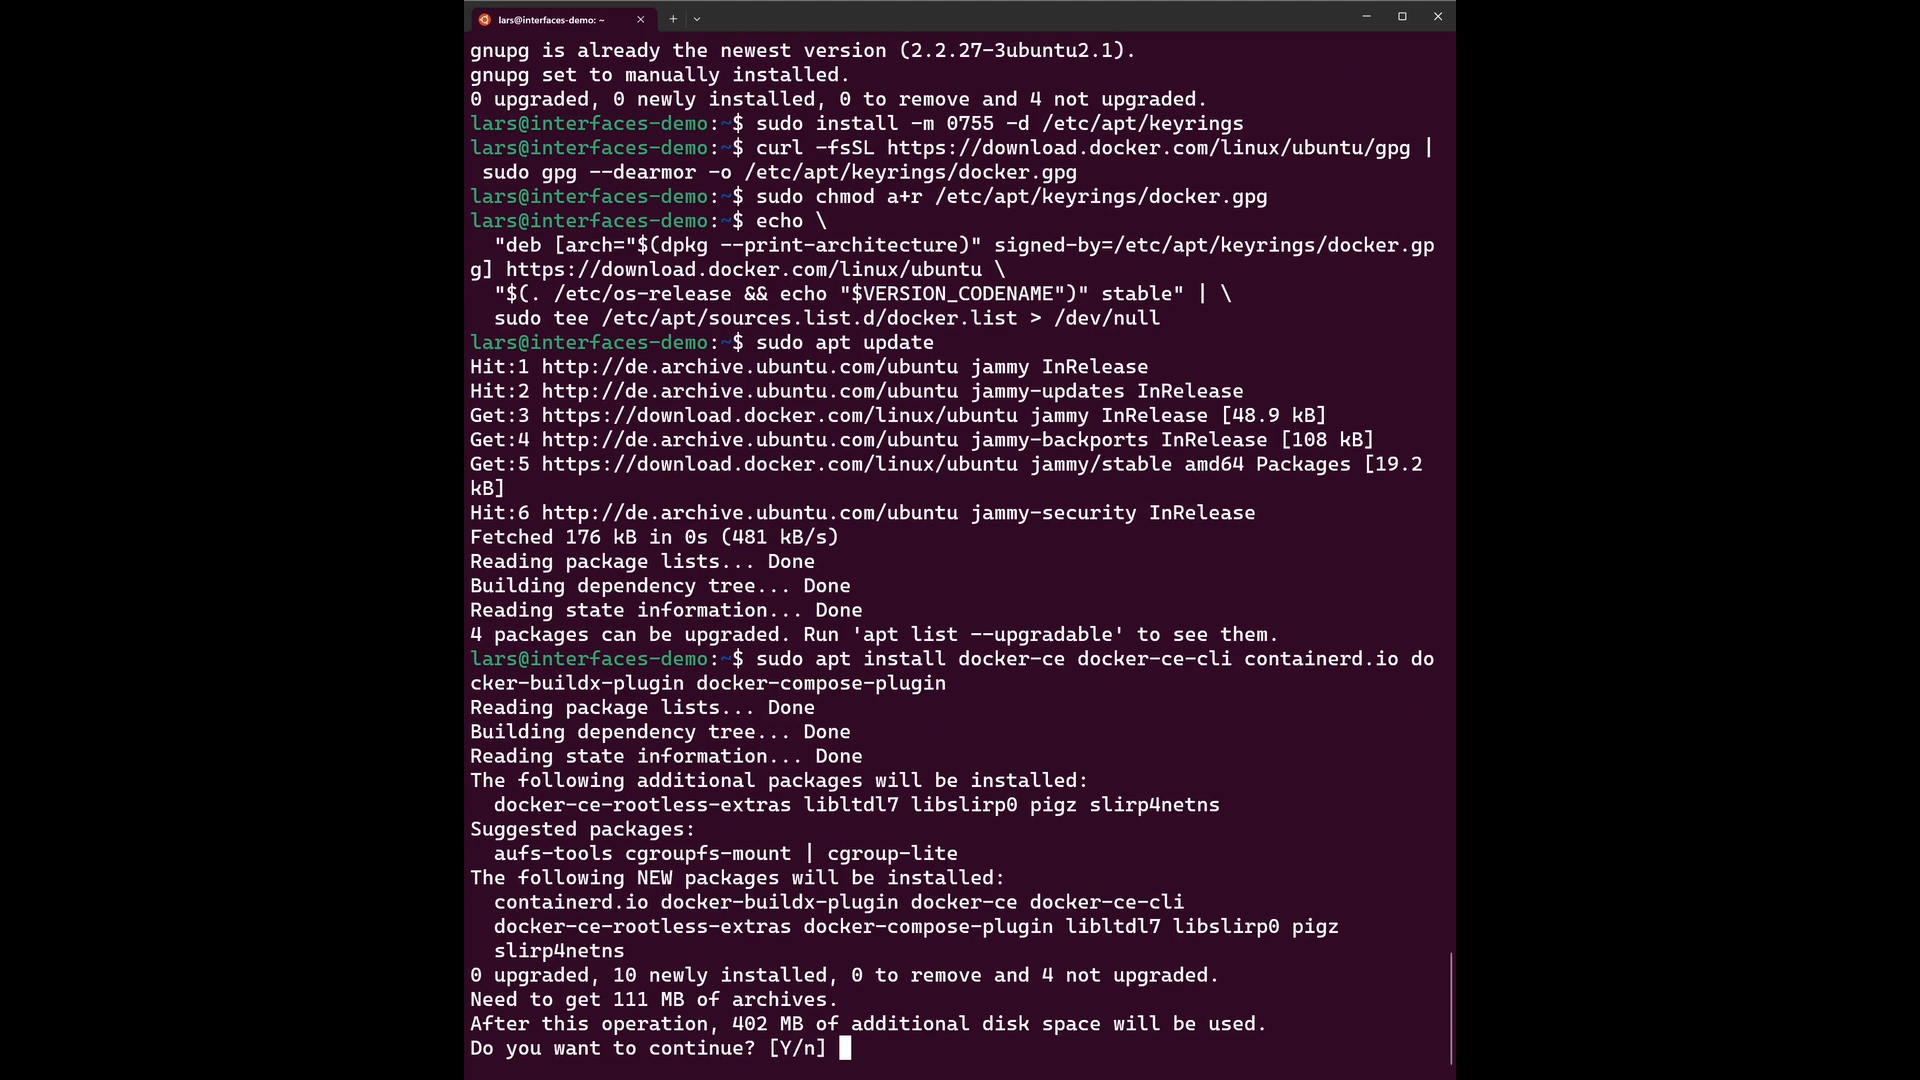 lars@interfaces-demo: ~
gnupg is already the newest version (2.2.27-3ubuntu2.1).
gnupg set to manually installed.
0 upgraded, 0 newly installed, 0 to remove and 4 not upgraded.
lars@interfaces-demo:~$ sudo install -m 0755 -d /etc/apt/keyrings
lars@interfaces-demo:~$ curl -fsSL https://download.docker.com/linux/ubuntu/gpg |
 sudo gpg --dearmor -o /etc/apt/keyrings/docker.gpg
lars@interfaces-demo:~$ sudo chmod a+r /etc/apt/keyrings/docker.gpg
lars@interfaces-demo:~$ echo \
  "deb [arch="$(dpkg --print-architecture)" signed-by=/etc/apt/keyrings/docker.gp
g] https://download.docker.com/linux/ubuntu \
  "$(. /etc/os-release && echo "$VERSION_CODENAME")" stable" | \
  sudo tee /etc/apt/sources.list.d/docker.list > /dev/null
lars@interfaces-demo:~$ sudo apt update
Hit:1 http://de.archive.ubuntu.com/ubuntu jammy InRelease
Hit:2 http://de.archive.ubuntu.com/ubuntu jammy-updates InRelease
Get:3 https://download.docker.com/linux/ubuntu jammy InRelease [48.9 kB]
Get:4 http://de.archive.ubuntu.com/ubuntu jammy-backports InRelease [108 kB]
Get:5 https://download.docker.com/linux/ubuntu jammy/stable amd64 Packages [19.2
kB]
Hit:6 http://de.archive.ubuntu.com/ubuntu jammy-security InRelease
Fetched 176 kB in 0s (481 kB/s)
Reading package lists... Done
Building dependency tree... Done
Reading state information... Done
4 packages can be upgraded. Run 'apt list --upgradable' to see them.
lars@interfaces-demo:~$ sudo apt install docker-ce docker-ce-cli containerd.io do
cker-buildx-plugin docker-compose-plugin
Reading package lists... Done
Building dependency tree... Done
Reading state information... Done
The following additional packages will be installed:
  docker-ce-rootless-extras libltdl7 libslirp0 pigz slirp4netns
Suggested packages:
  aufs-tools cgroupfs-mount | cgroup-lite
The following NEW packages will be installed:
  containerd.io docker-buildx-plugin docker-ce docker-ce-cli
  docker-ce-rootless-extras docker-compose-plugin libltdl7 libslirp0 pigz
  slirp4netns
0 upgraded, 10 newly installed, 0 to remove and 4 not upgraded.
Need to get 111 MB of archives.
After this operation, 402 MB of additional disk space will be used.
Do you want to continue? [Y/n]